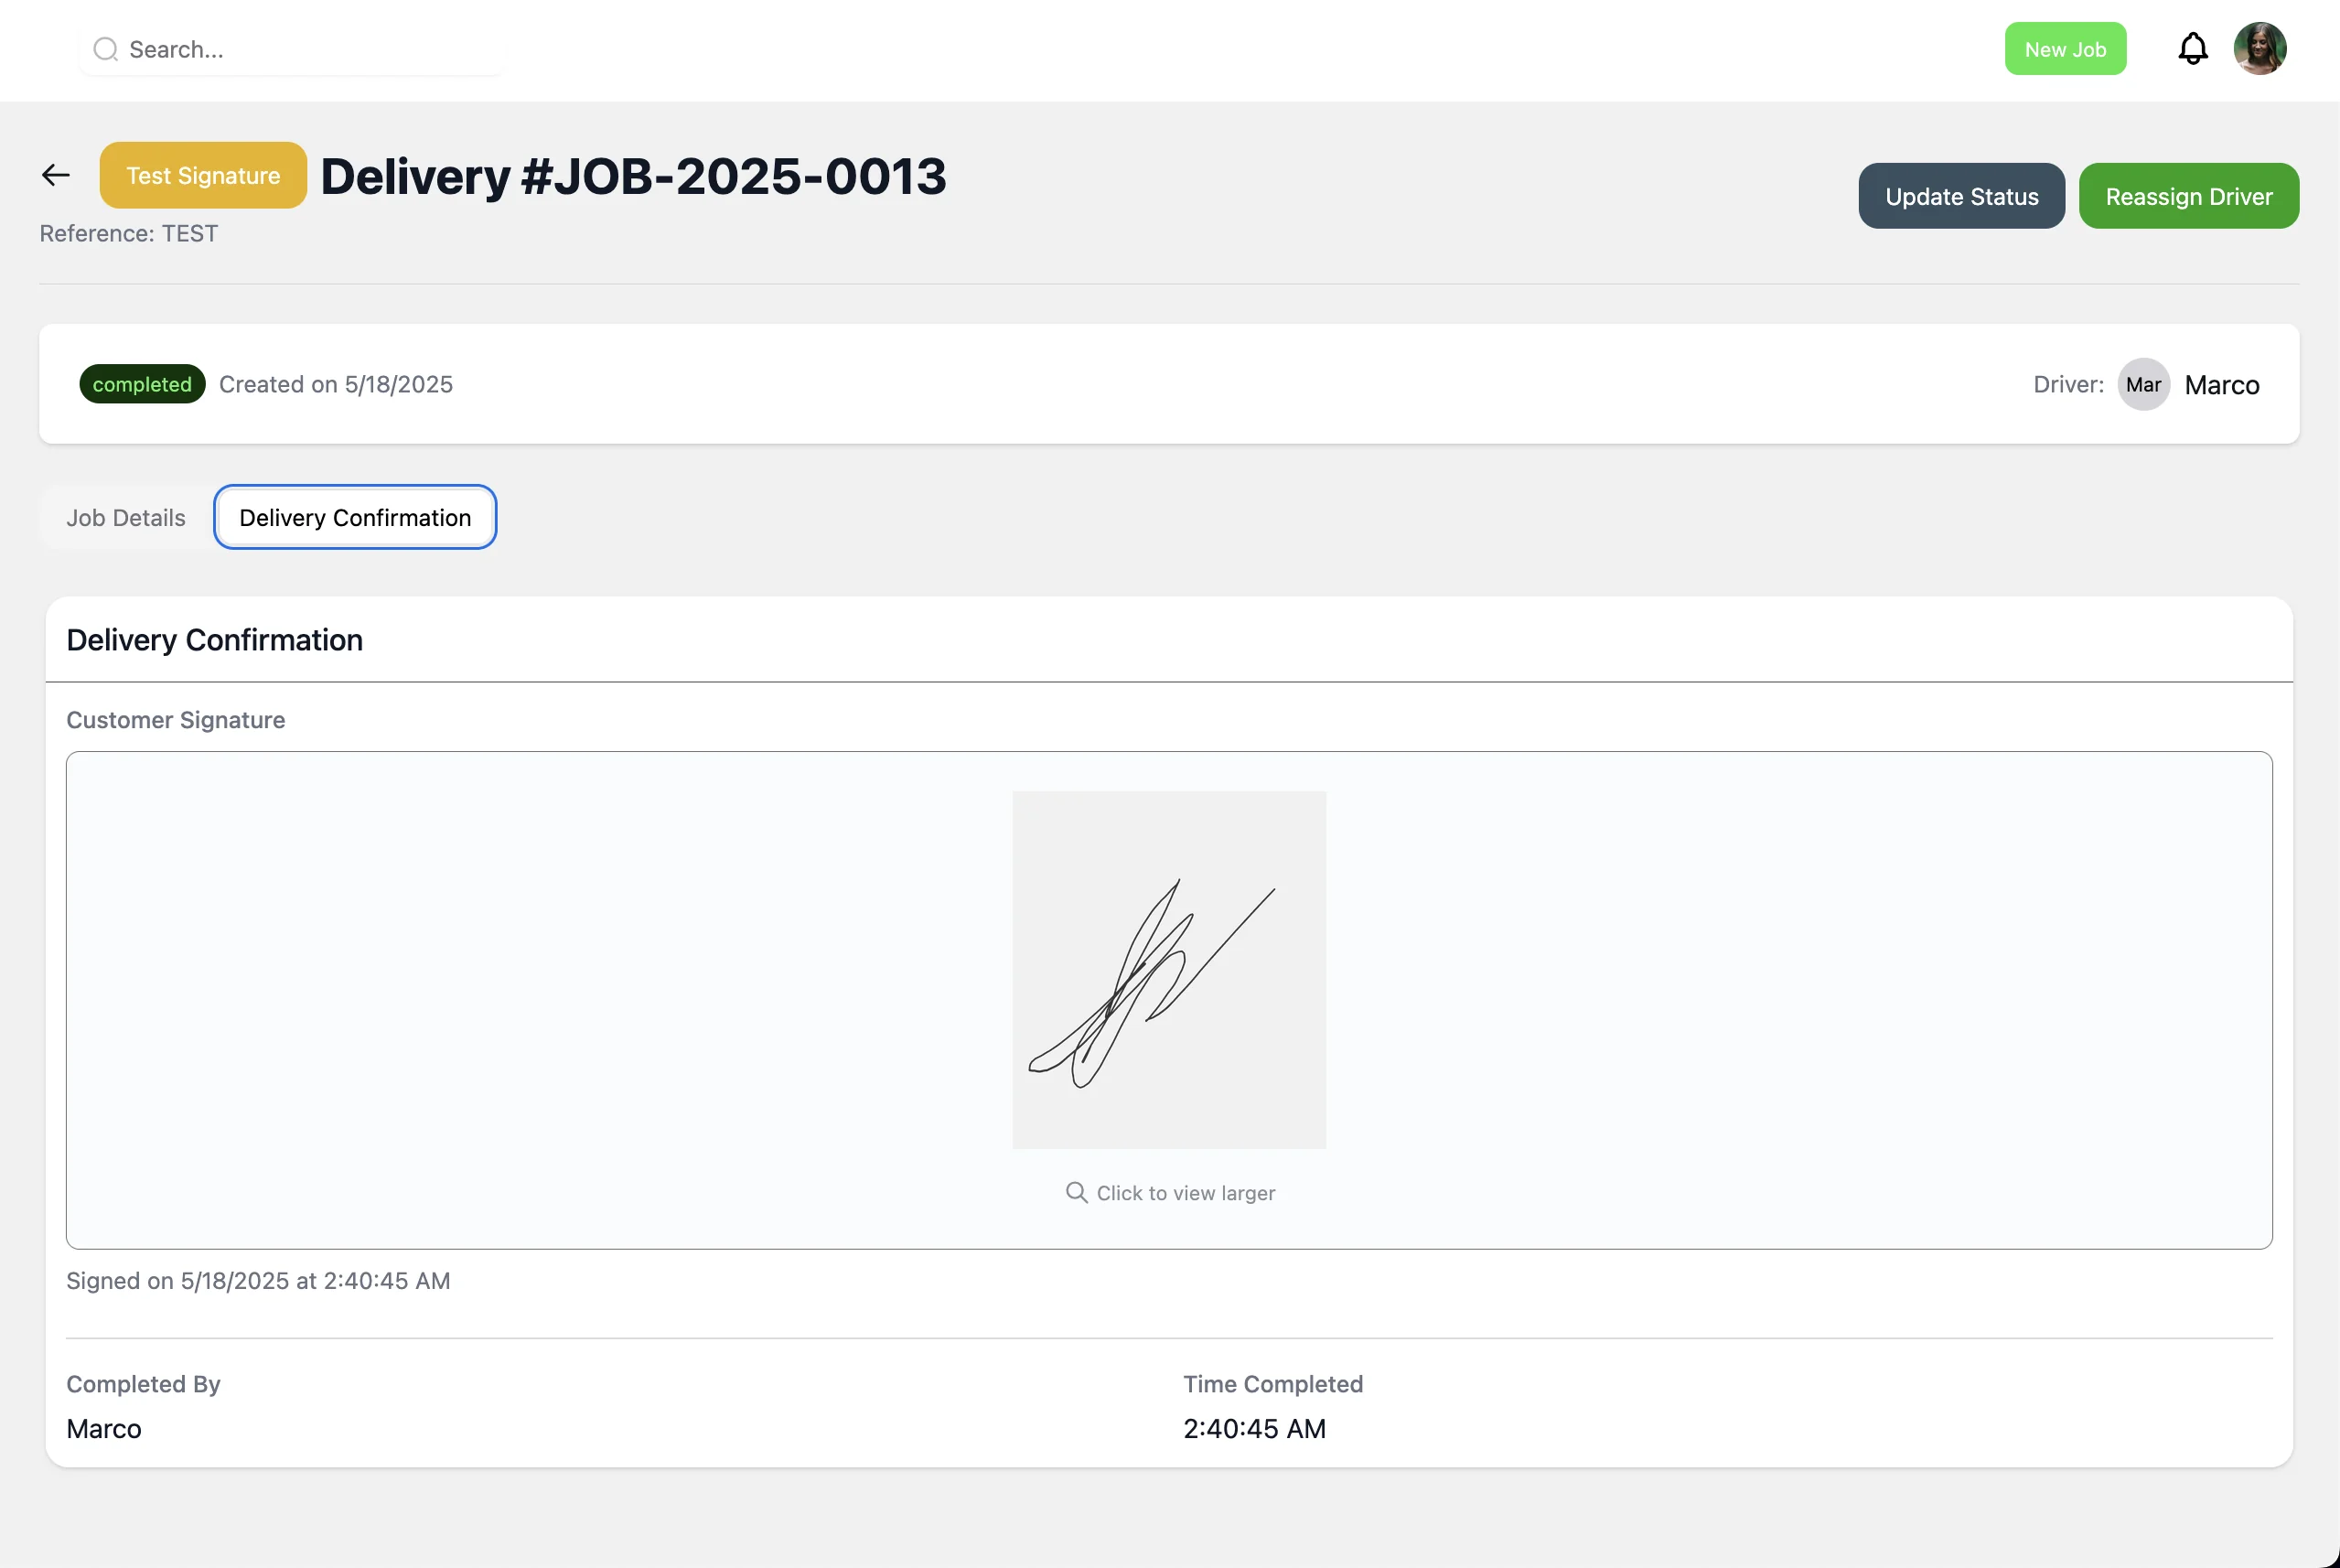 Search...
New Job
Test Signature
Delivery #JOB-2025-0013
Reference: TEST
Update Status
Reassign Driver
completed
Created on 5/18/2025
Driver:
Mar
Marco
Job Details
Delivery Confirmation
Delivery Confirmation
Customer Signature
Click to view larger
Signed on 5/18/2025 at 2:40:45 AM
Completed By
Marco
Time Completed
2:40:45 AM